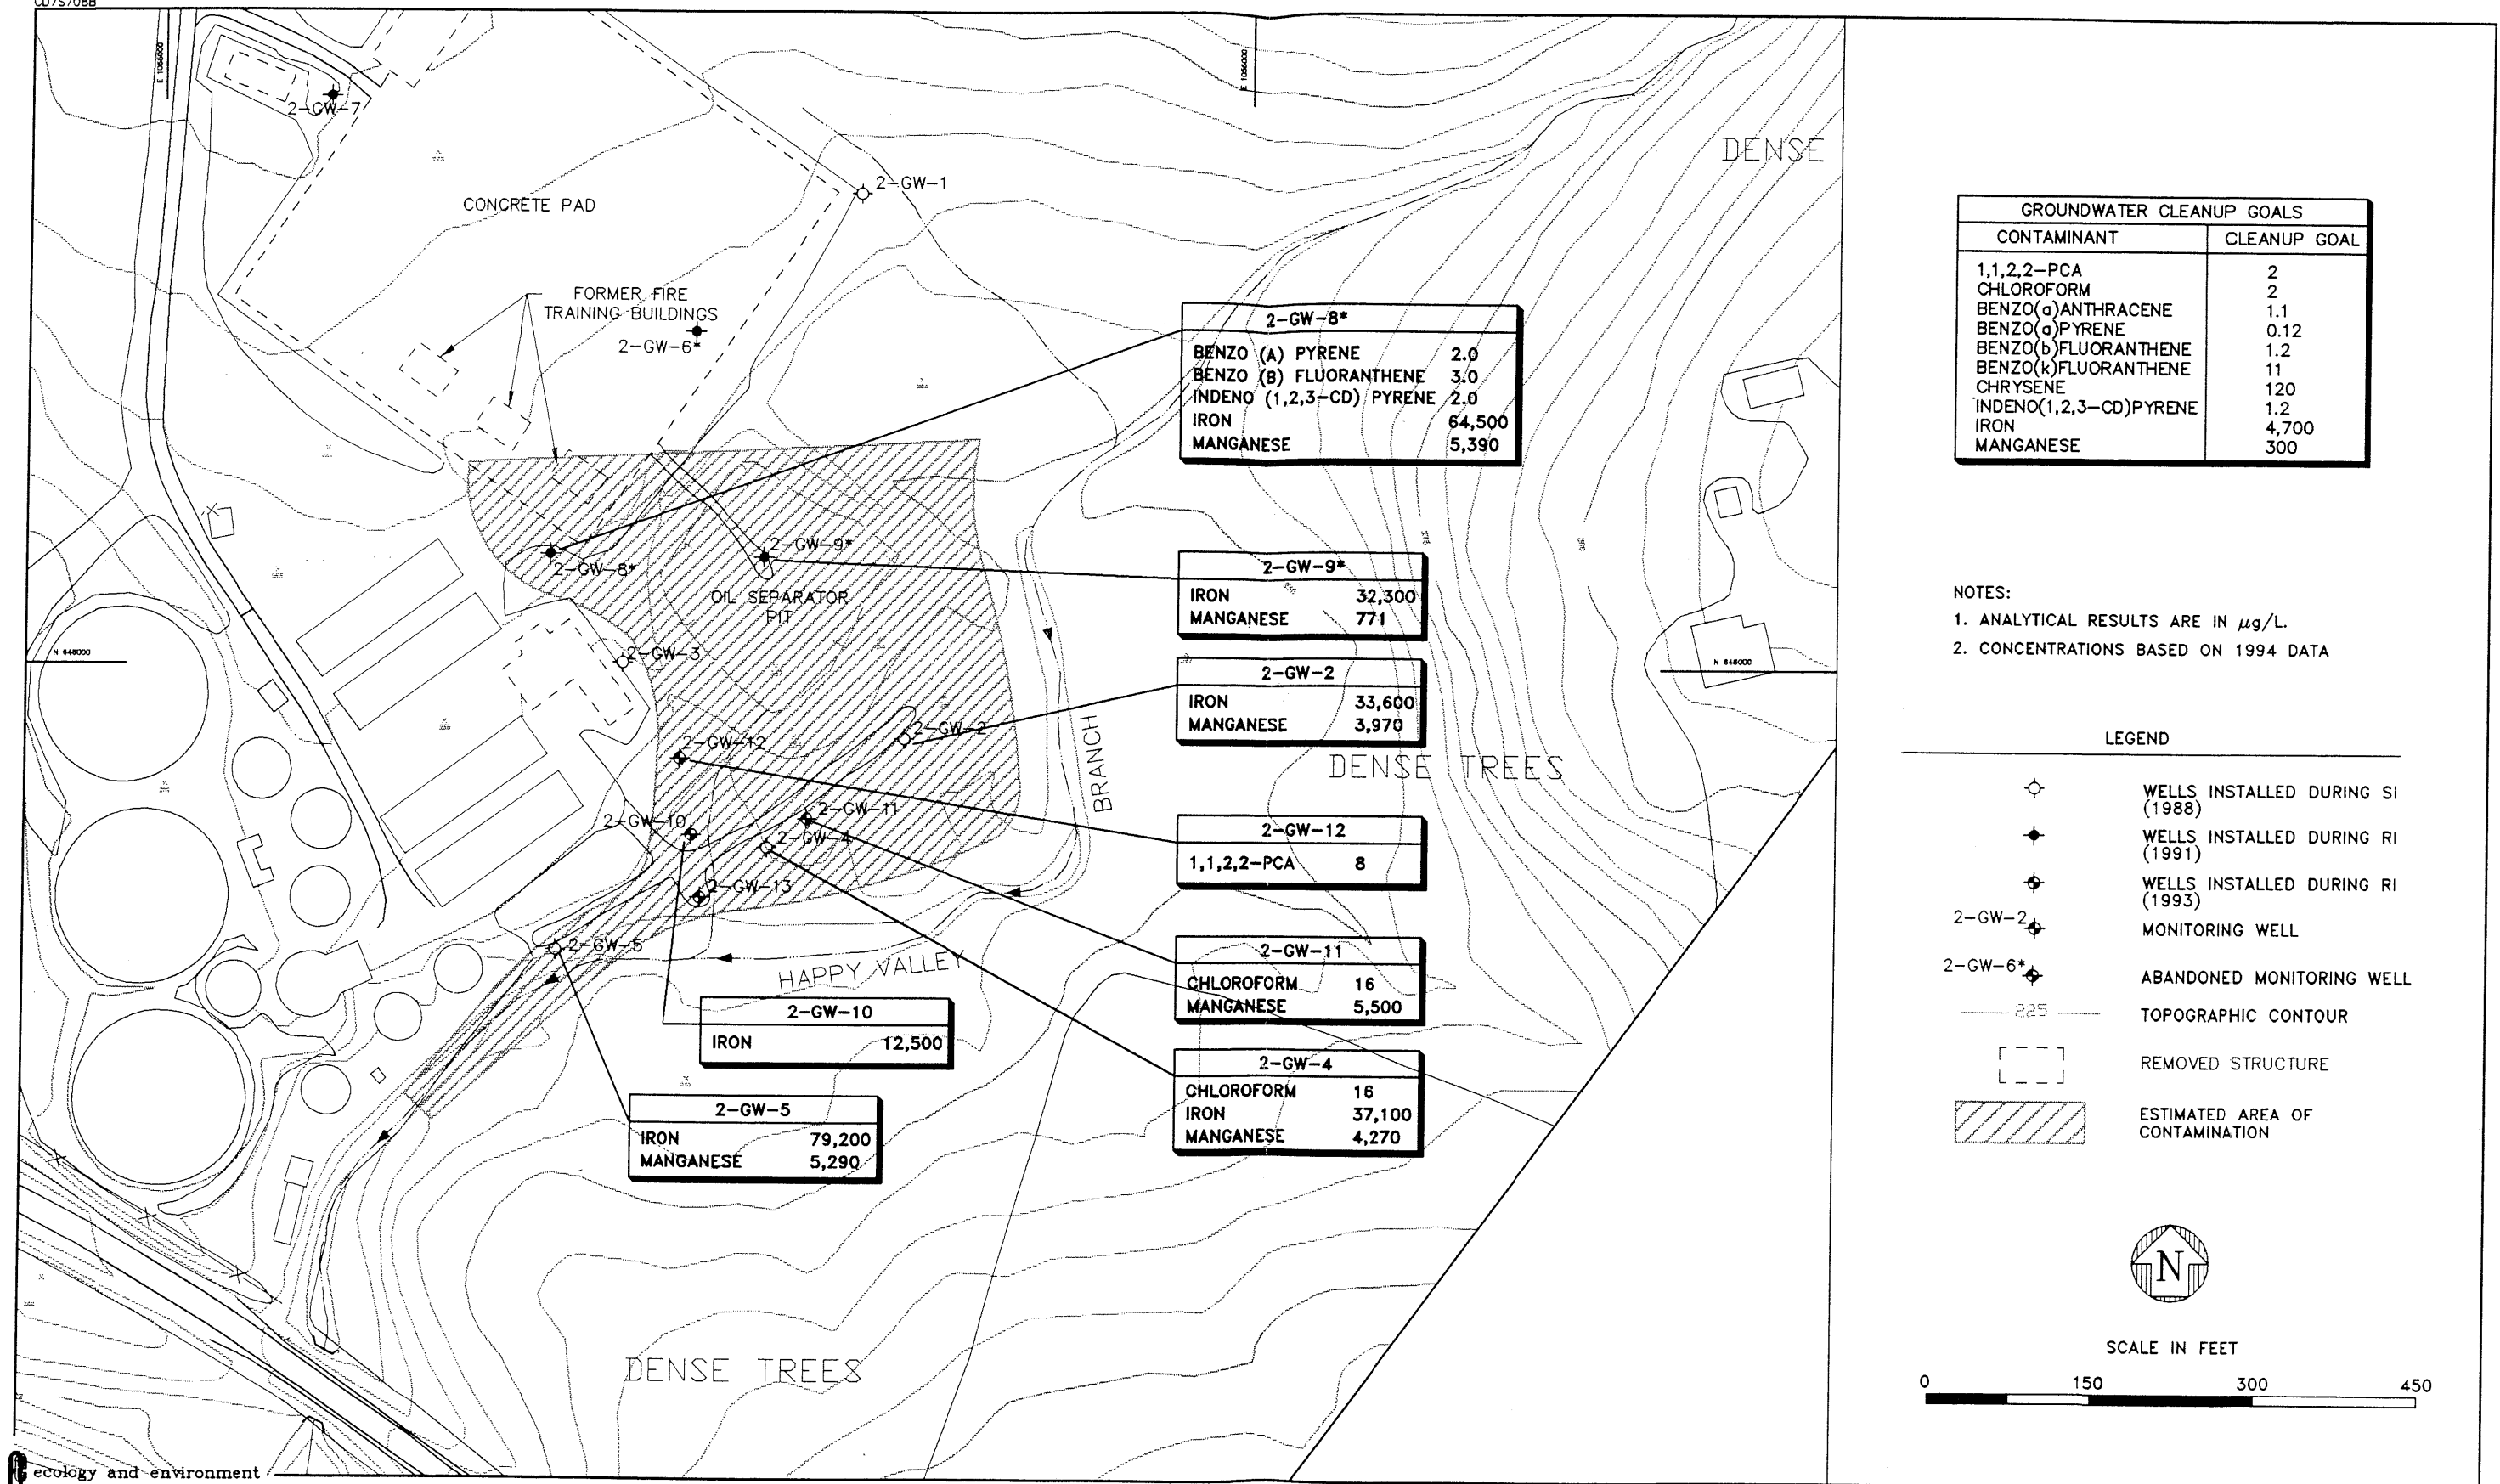 CD7S708B
E 1055000
E 1056000
2-GW-7
CONCRETE PAD
2-GW-1
DENSE
FORMER FIRE
TRAINING BUILDINGS
2-GW-6*
2-GW-8*
BENZO (A) PYRENE 2.0
BENZO (B) FLUORANTHENE 3.0
INDENO (1,2,3-CD) PYRENE 2.0
IRON 64,500
MANGANESE 5,390
2-GW-9*
2-GW-8*
OIL SEPARATOR
PIT
2-GW-9*
IRON 32,300
MANGANESE 771
N 648000
2-GW-3
N 648000
2-GW-2
IRON 33,600
MANGANESE 3,970
2-GW-2
2-GW-12
BRANCH
DENSE TREES
2-GW-11
2-GW-10
2-GW-4
2-GW-12
1,1,2,2-PCA 8
2-GW-13
2-GW-5
HAPPY VALLEY
2-GW-11
CHLOROFORM 16
MANGANESE 5,500
2-GW-10
IRON 12,500
2-GW-4
CHLOROFORM 16
IRON 37,100
MANGANESE 4,270
2-GW-5
IRON 79,200
MANGANESE 5,290
DENSE TREES
ecology and environment
GROUNDWATER CLEANUP GOALS
CONTAMINANT CLEANUP GOAL
1,1,2,2-PCA 2
CHLOROFORM 2
BENZO(a)ANTHRACENE 1.1
BENZO(a)PYRENE 0.12
BENZO(b)FLUORANTHENE 1.2
BENZO(k)FLUORANTHENE 11
CHRYSENE 120
INDENO(1,2,3-CD)PYRENE 1.2
IRON 4,700
MANGANESE 300
NOTES:
1. ANALYTICAL RESULTS ARE IN µg/L.
2. CONCENTRATIONS BASED ON 1994 DATA
LEGEND
WELLS INSTALLED DURING SI
(1988)
WELLS INSTALLED DURING RI
(1991)
WELLS INSTALLED DURING RI
(1993)
2-GW-2 MONITORING WELL
2-GW-6* ABANDONED MONITORING WELL
225 TOPOGRAPHIC CONTOUR
REMOVED STRUCTURE
ESTIMATED AREA OF
CONTAMINATION
N
SCALE IN FEET
0 150 300 450